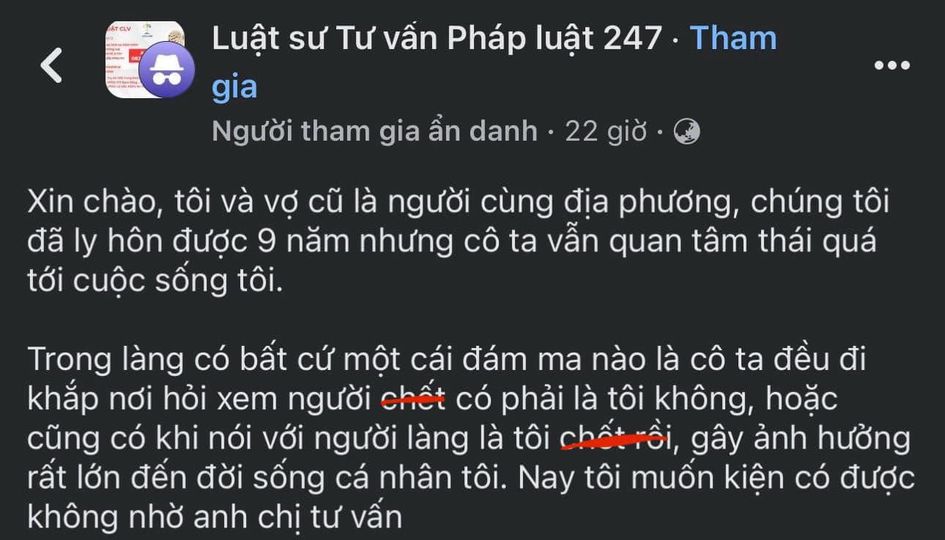 Luật sư Tư vấn Pháp luật 247 · Tham
gia
Người tham gia ẩn danh · 22 giờ ·
Xin chào, tôi và vợ cũ là người cùng địa phương, chúng tôi
đã ly hôn được 9 năm nhưng cô ta vẫn quan tâm thái quá
tới cuộc sống tôi.
Trong làng có bất cứ một cái đám ma nào là cô ta đều đi
khắp nơi hỏi xem người chết có phải là tôi không, hoặc
cũng có khi nói với người làng là tôi chết rồi, gây ảnh hưởng
rất lớn đến đời sống cá nhân tôi. Nay tôi muốn kiện có được
không nhờ anh chị tư vấn